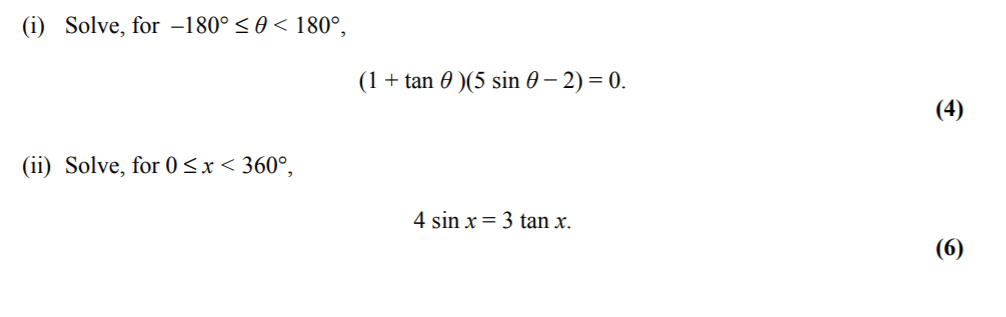 (i) Solve, for –180° ≤ θ < 180°,
(1 + tan θ )(5 sin θ – 2) = 0.
(4)
(ii) Solve, for 0 ≤ x < 360°,
4 sin x = 3 tan x.
(6)